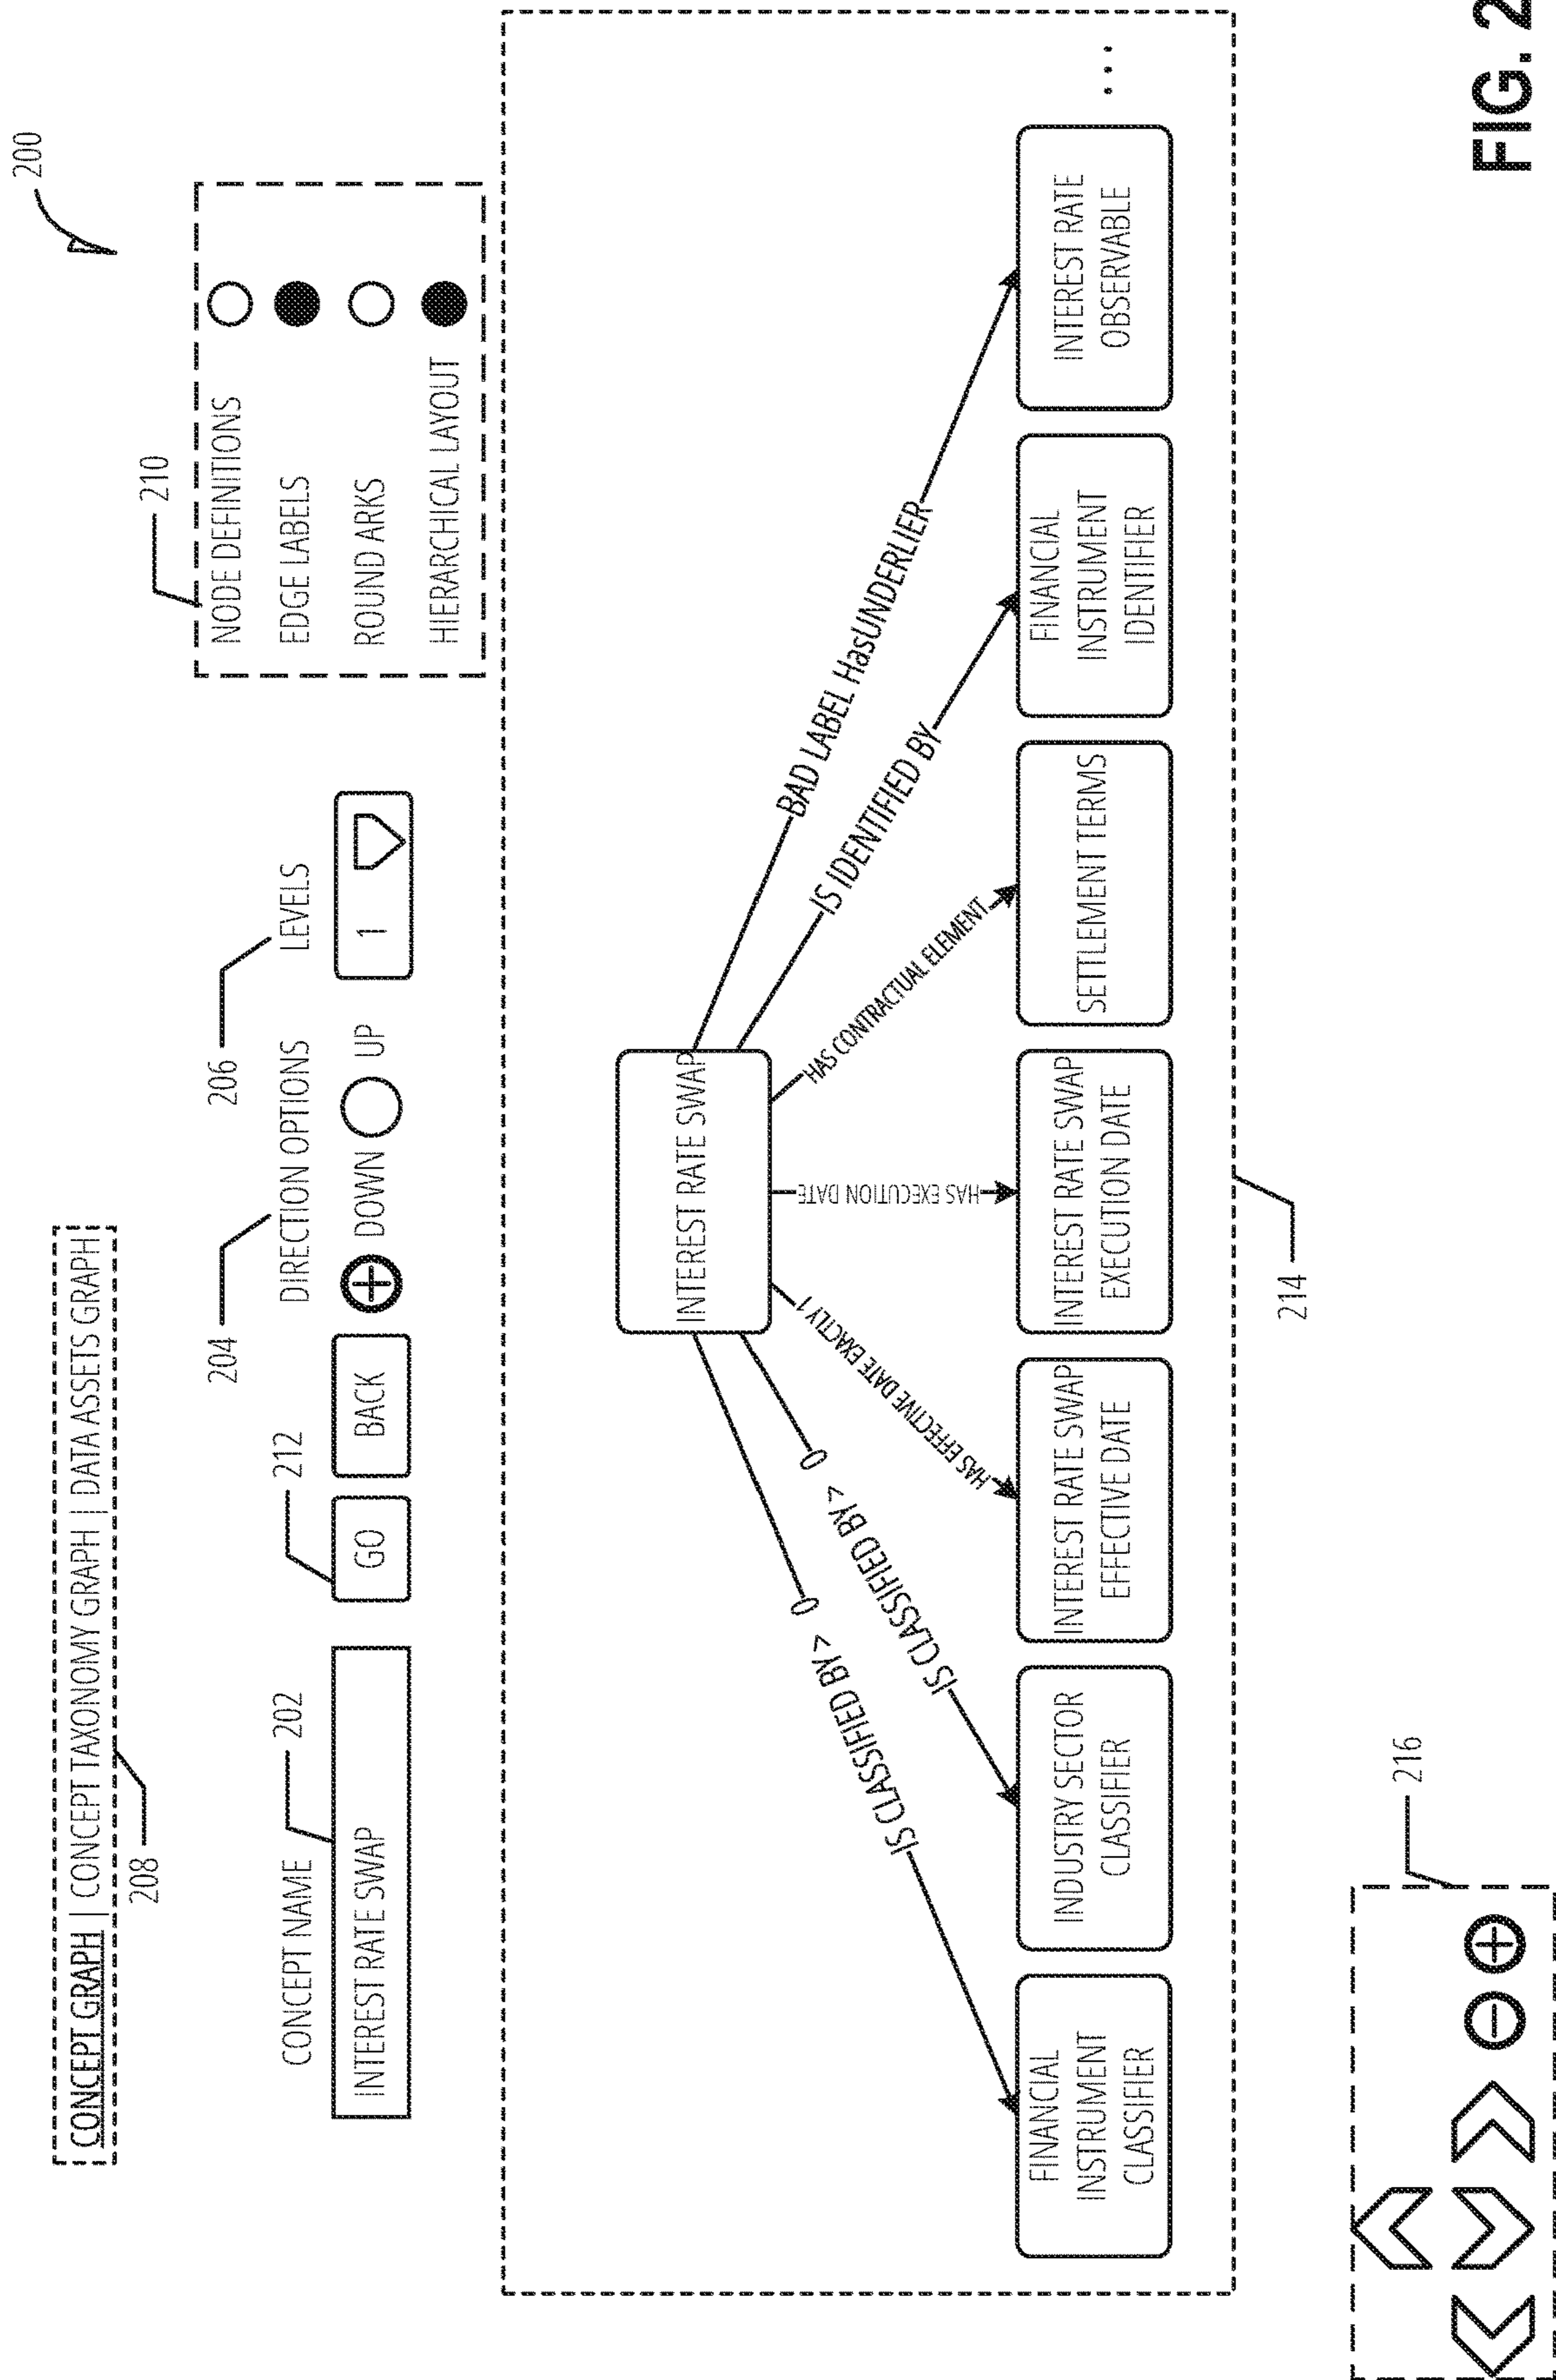 200
CONCEPT GRAPH | CONCEPT TAXONOMY GRAPH | DATA ASSETS GRAPH
208
210
NODE DEFINITIONS
EDGE LABELS
ROUND ARKS
HIERARCHICAL LAYOUT
202
212
204
206
CONCEPT NAME
DIRECTION OPTIONS
LEVELS
INTEREST RATE SWAP
GO
BACK
DOWN
UP
1
INTEREST RATE SWAP
IS CLASSIFIED BY > 0
IS CLASSIFIED BY > 0
HAS EFFECTIVE DATE EXACTLY 1
HAS EXECUTION DATE
HAS CONTRACTUAL ELEMENT
IS IDENTIFIED BY
BAD LABEL HasUNDERLIER
FINANCIAL
INSTRUMENT
CLASSIFIER
INDUSTRY SECTOR
CLASSIFIER
INTEREST RATE SWAP
EFFECTIVE DATE
INTEREST RATE SWAP
EXECUTION DATE
SETTLEMENT TERMS
FINANCIAL
INSTRUMENT
IDENTIFIER
INTEREST RATE
OBSERVABLE
...
214
216
FIG. 2